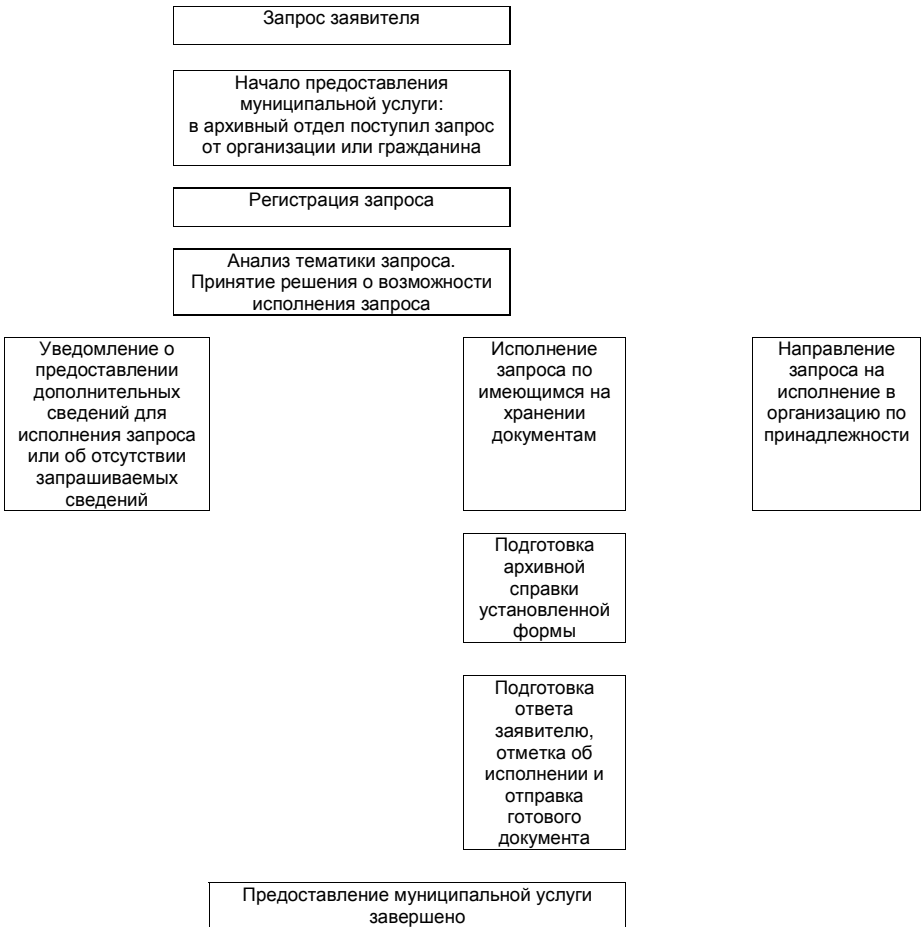 Запрос заявителя
Начало предоставления
муниципальной услуги:
в архивный отдел поступил запрос
от организации или гражданина
Регистрация запроса
Анализ тематики запроса.
Принятие решения о возможности
исполнения запроса
Уведомление о
предоставлении
дополнительных
сведений для
исполнения запроса
или об отсутствии
запрашиваемых
сведений
Исполнение
запроса по
имеющимся на
хранении
документам
Направление
запроса на
исполнение в
организацию по
принадлежности
Подготовка
архивной
справки
установленной
формы
Подготовка
ответа
заявителю,
отметка об
исполнении и
отправка
готового
документа
Предоставление муниципальной услуги
завершено